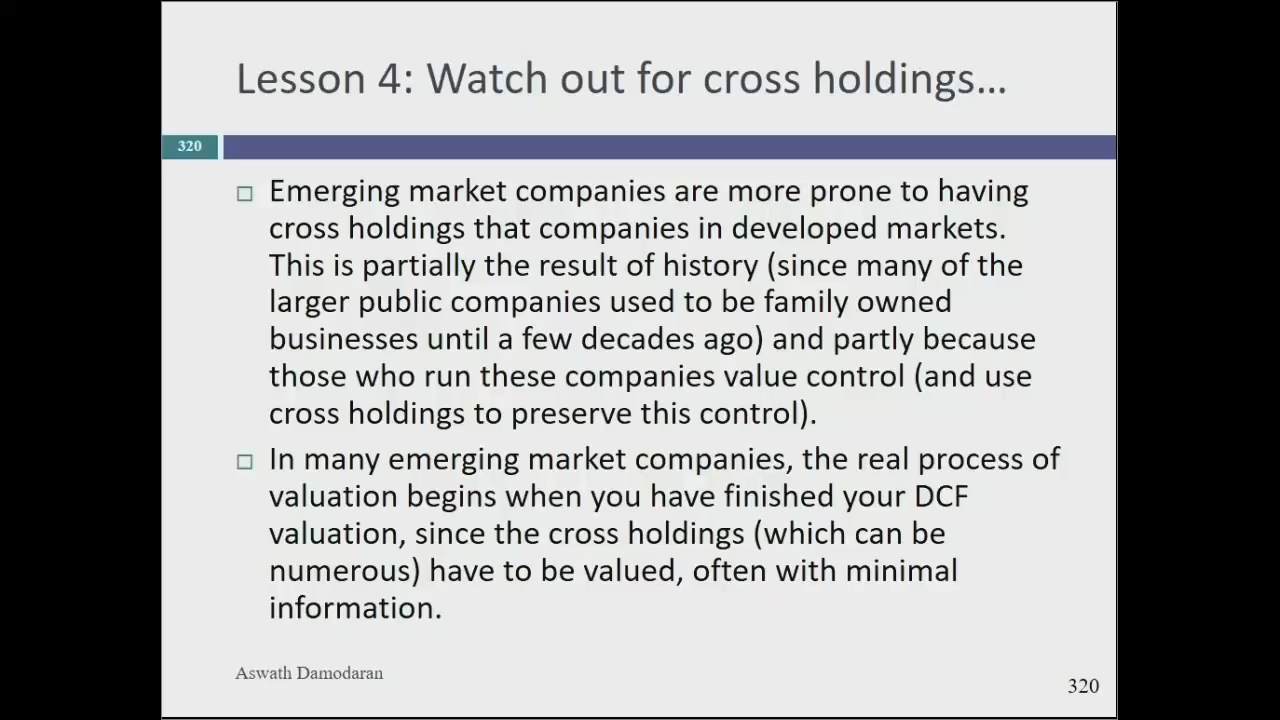 Lesson 4: Watch out for cross holdings...
320
Emerging market companies are more prone to having
cross holdings that companies in developed markets.
This is partially the result of history (since many of the
larger public companies used to be family owned
businesses until a few decades ago) and partly because
those who run these companies value control (and use
cross holdings to preserve this control).
In many emerging market companies, the real process of
valuation begins when you have finished your DCF
valuation, since the cross holdings (which can be
numerous) have to be valued, often with minimal
information.
Aswath Damodaran
320